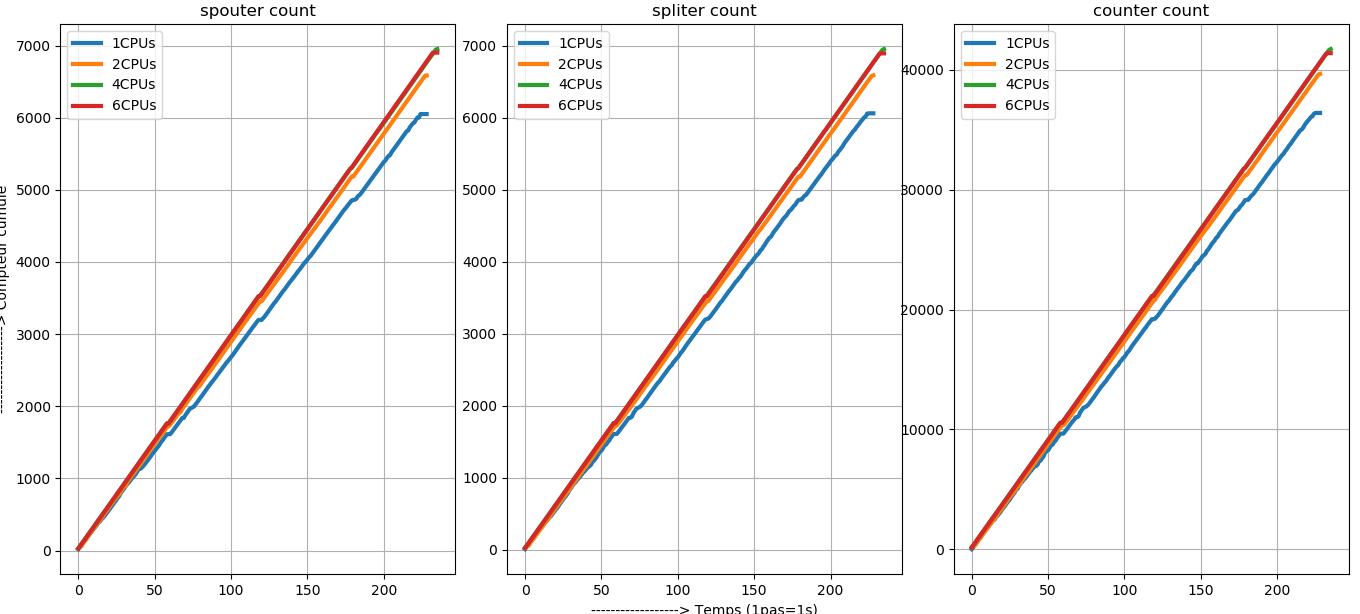 spouter count
1CPUs
2CPUs
4CPUs
6CPUs
7000
6000
5000
4000
3000
2000
1000
0
0 50 100 150 200
-----------------> Compteur cumulé
spliter count
1CPUs
2CPUs
4CPUs
6CPUs
7000
6000
5000
4000
3000
2000
1000
0
0 50 100 150 200
------------------> Temps (1pas=1s)
counter count
1CPUs
2CPUs
4CPUs
6CPUs
40000
30000
20000
10000
0
0 50 100 150 200